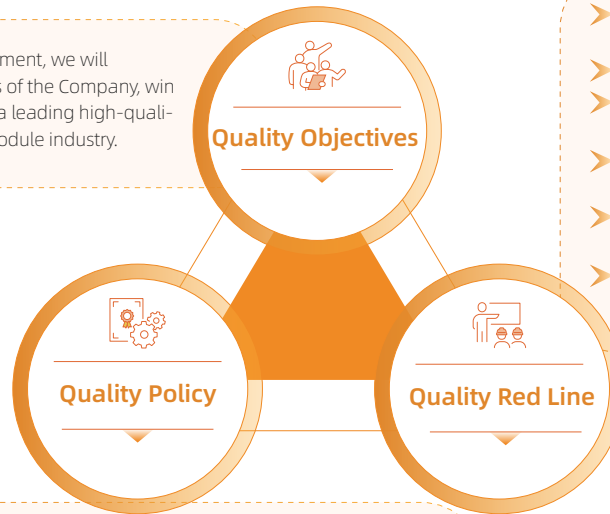 ment, we will
s of the Company, win
a leading high-quali-
odule industry.
Quality Objectives
Quality Policy
Quality Red Line